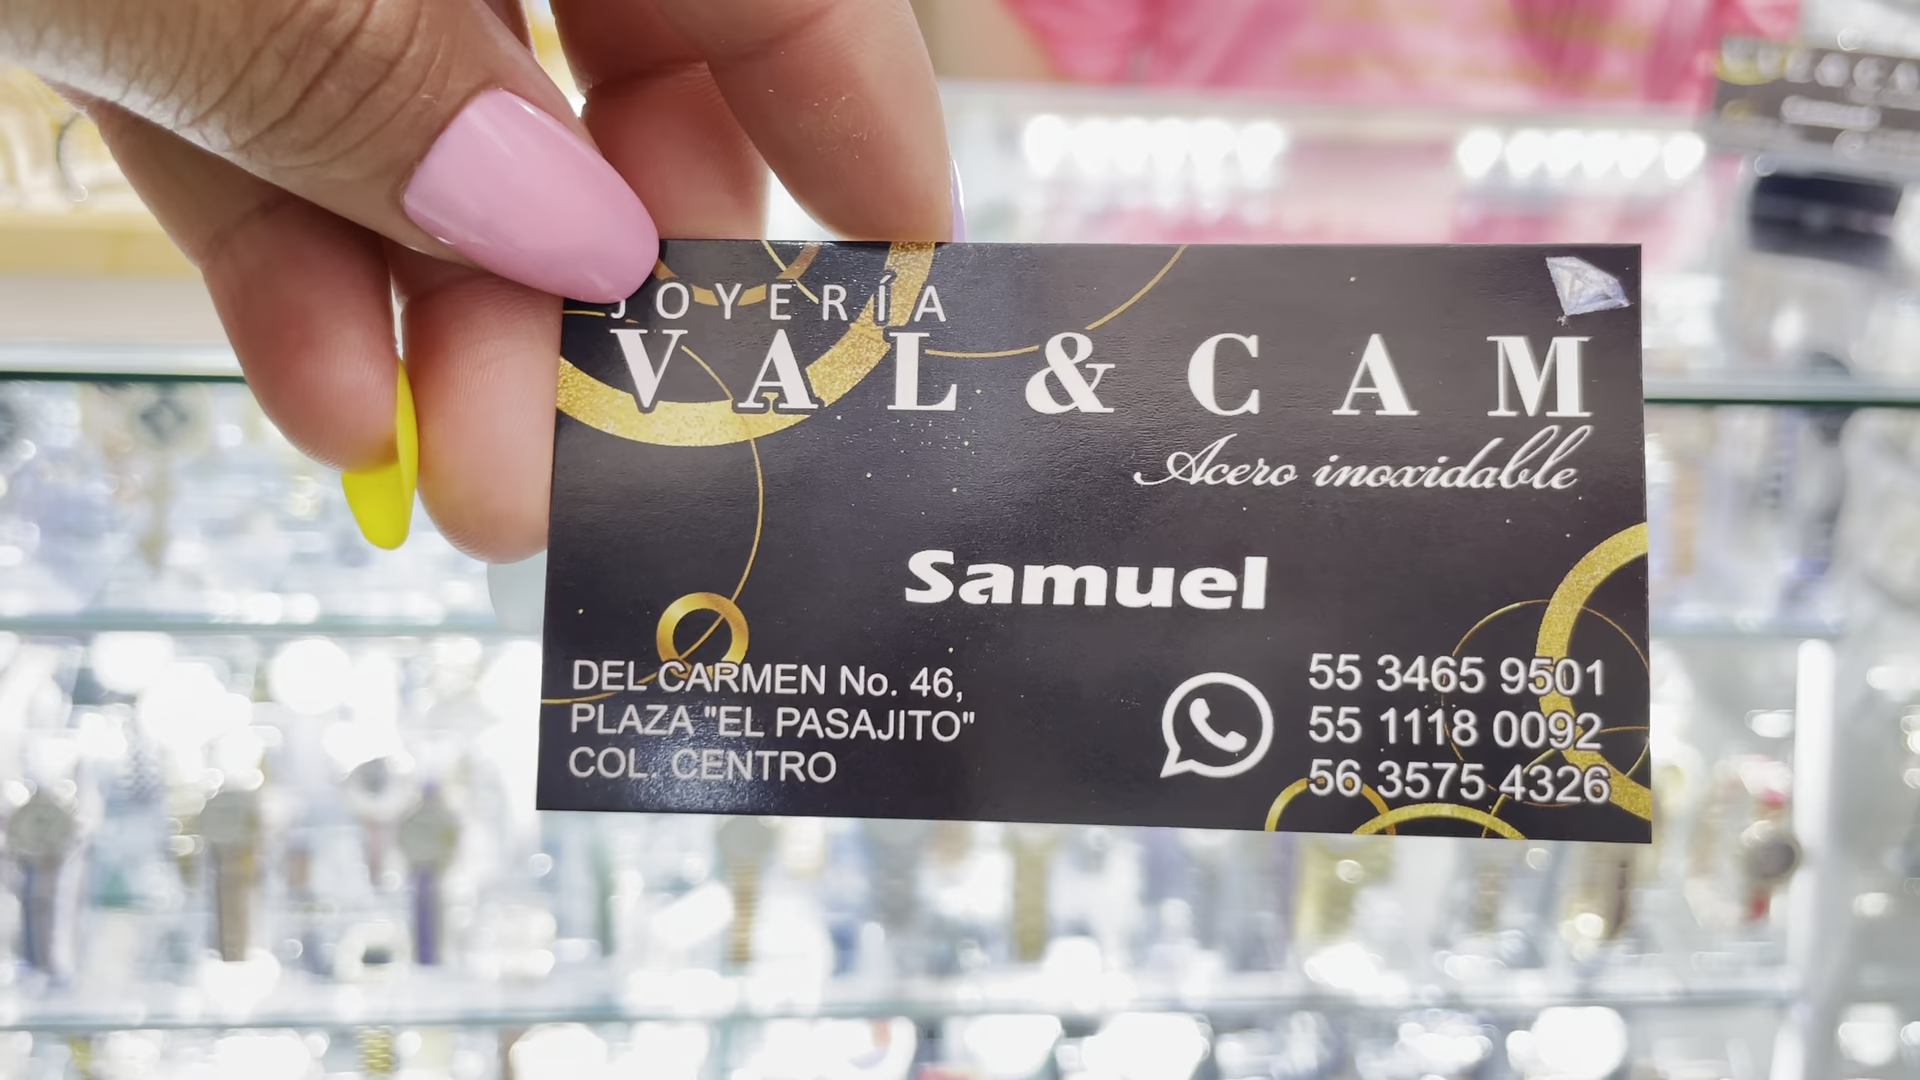 JOYERÍA
VAL & CAM
Acero inoxidable
Samuel
DEL CARMEN No. 46,
PLAZA "EL PASAJITO"
COL. CENTRO
55 3465 9501
55 1118 0092
56 3575 4326